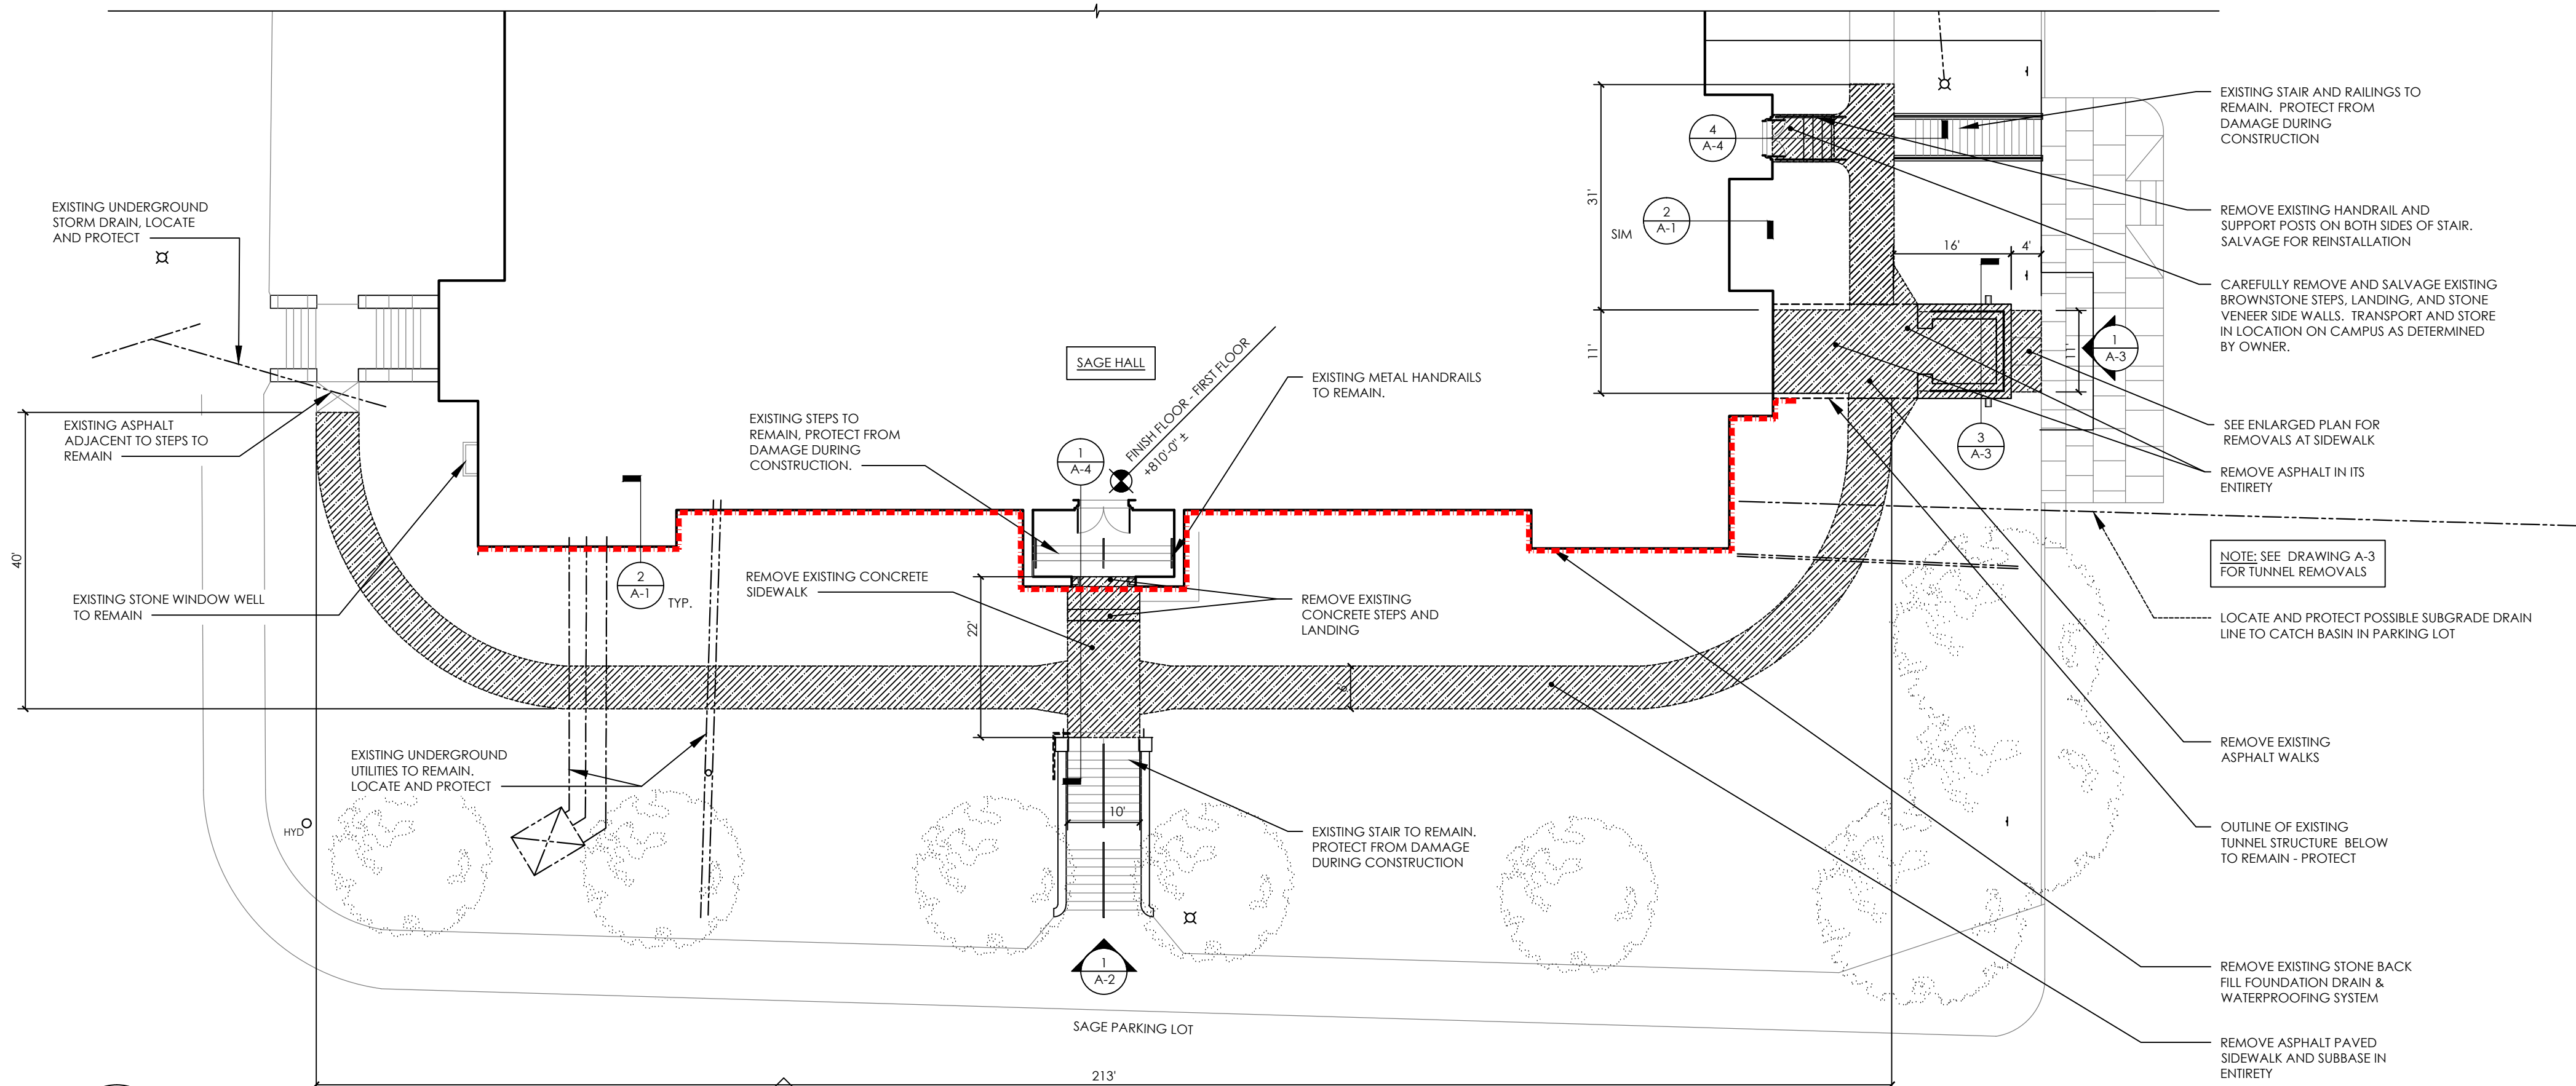 EXISTING UNDERGROUND
STORM DRAIN, LOCATE
AND PROTECT
EXISTING ASPHALT
ADJACENT TO STEPS TO
REMAIN
40'
EXISTING STONE WINDOW WELL
TO REMAIN
HYD
EXISTING UNDERGROUND
UTILITIES TO REMAIN.
LOCATE AND PROTECT
2
A-1
TYP.
EXISTING STEPS TO
REMAIN, PROTECT FROM
DAMAGE DURING
CONSTRUCTION.
REMOVE EXISTING CONCRETE
SIDEWALK
22'
SAGE HALL
1
A-4
FINISH FLOOR - FIRST FLOOR
+810'-0" ±
EXISTING METAL HANDRAILS
TO REMAIN.
REMOVE EXISTING
CONCRETE STEPS AND
LANDING
6'
10'
EXISTING STAIR TO REMAIN.
PROTECT FROM DAMAGE
DURING CONSTRUCTION
1
A-2
SAGE PARKING LOT
213'
31'
11'
4
A-4
SIM
2
A-1
16'
4'
11'
1
A-3
3
A-3
EXISTING STAIR AND RAILINGS TO
REMAIN. PROTECT FROM
DAMAGE DURING
CONSTRUCTION
REMOVE EXISTING HANDRAIL AND
SUPPORT POSTS ON BOTH SIDES OF STAIR.
SALVAGE FOR REINSTALLATION
CAREFULLY REMOVE AND SALVAGE EXISTING
BROWNSTONE STEPS, LANDING, AND STONE
VENEER SIDE WALLS. TRANSPORT AND STORE
IN LOCATION ON CAMPUS AS DETERMINED
BY OWNER.
SEE ENLARGED PLAN FOR
REMOVALS AT SIDEWALK
REMOVE ASPHALT IN ITS
ENTIRETY
NOTE: SEE DRAWING A-3
FOR TUNNEL REMOVALS
LOCATE AND PROTECT POSSIBLE SUBGRADE DRAIN
LINE TO CATCH BASIN IN PARKING LOT
REMOVE EXISTING
ASPHALT WALKS
OUTLINE OF EXISTING
TUNNEL STRUCTURE BELOW
TO REMAIN - PROTECT
REMOVE EXISTING STONE BACK
FILL FOUNDATION DRAIN &
WATERPROOFING SYSTEM
REMOVE ASPHALT PAVED
SIDEWALK AND SUBBASE IN
ENTIRETY